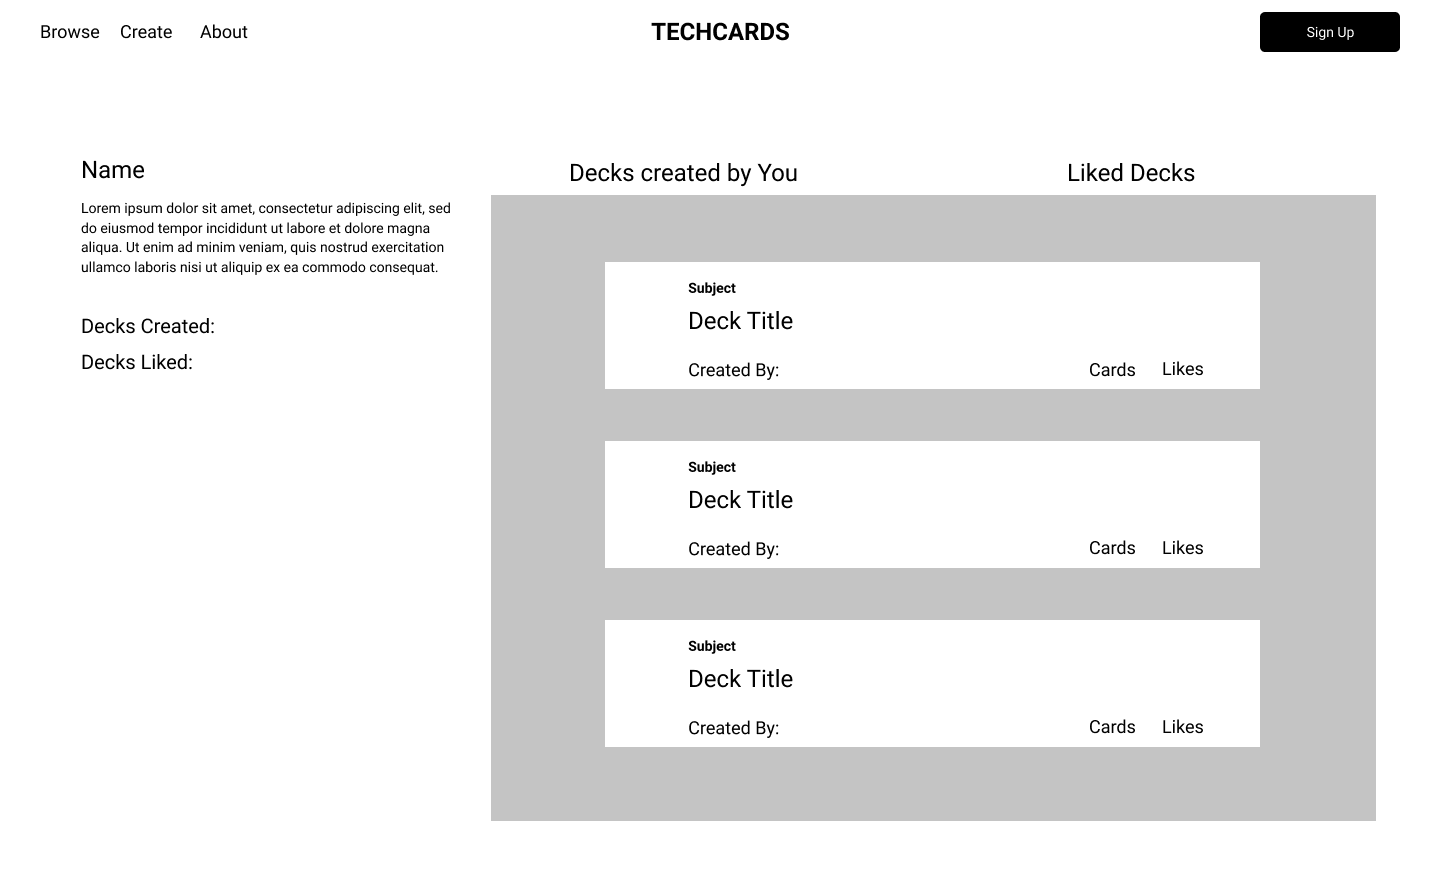 Browse Create About TECHCARDS Sign Up
Name
Lorem ipsum dolor sit amet, consectetur adipiscing elit, sed
do eiusmod tempor incididunt ut labore et dolore magna
aliqua. Ut enim ad minim veniam, quis nostrud exercitation
ullamco laboris nisi ut aliquip ex ea commodo consequat.
Decks Created:
Decks Liked:
Decks created by You Liked Decks
Subject
Deck Title
Created By: Cards Likes
Subject
Deck Title
Created By: Cards Likes
Subject
Deck Title
Created By: Cards Likes